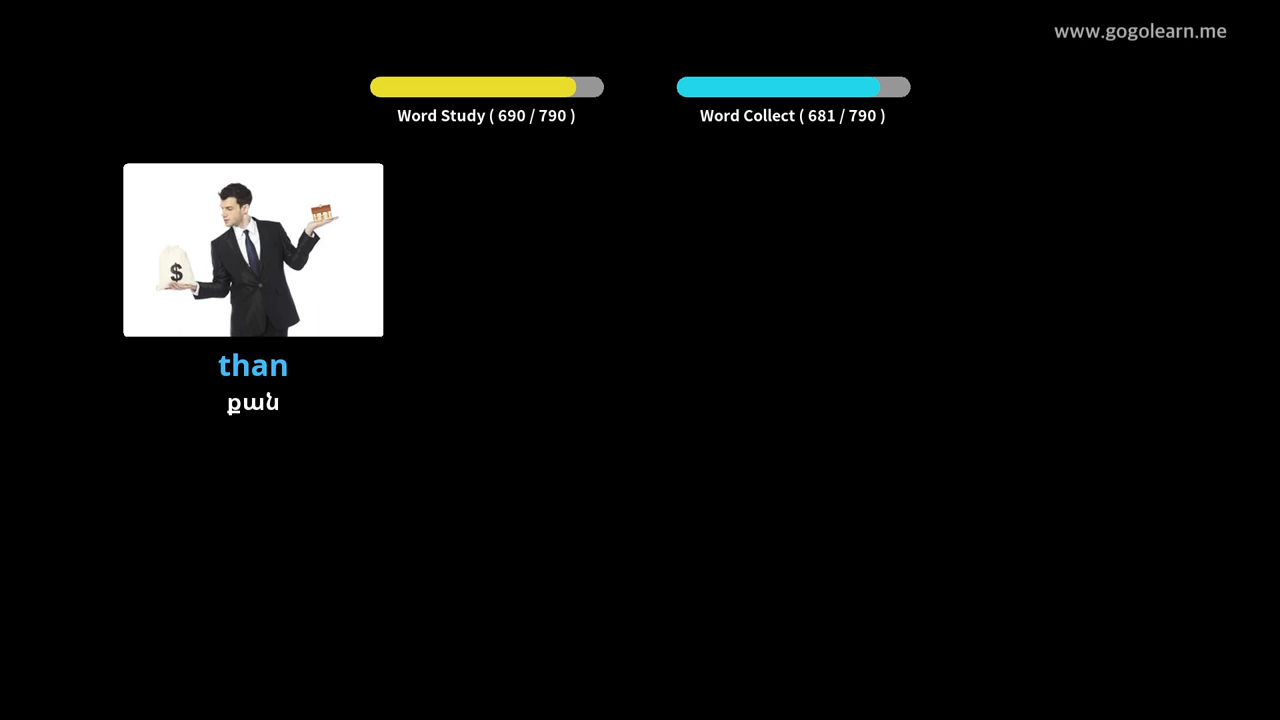 www.gogolearn.me
Word Study ( 690 / 790 )
Word Collect ( 681 / 790 )
$
than
քան